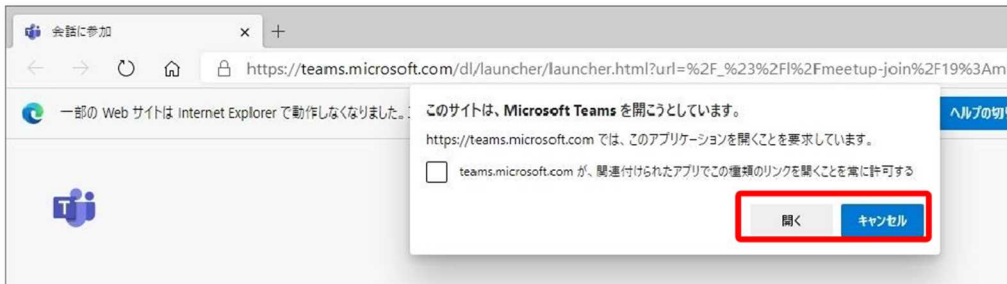 会話に参加
https://teams.microsoft.com/dl/launcher/launcher.html?url=%2F_%23%2Fl%2Fmeetup-join%2F19%3Am
一部の Web サイトは Internet Explorer で動作しなくなりました。
ヘルプの切り
このサイトは、Microsoft Teams を開こうとしています。
https://teams.microsoft.com では、このアプリケーションを開くことを要求しています。
teams.microsoft.com が、関連付けられたアプリでこの種類のリンクを開くことを常に許可する
開く
キャンセル